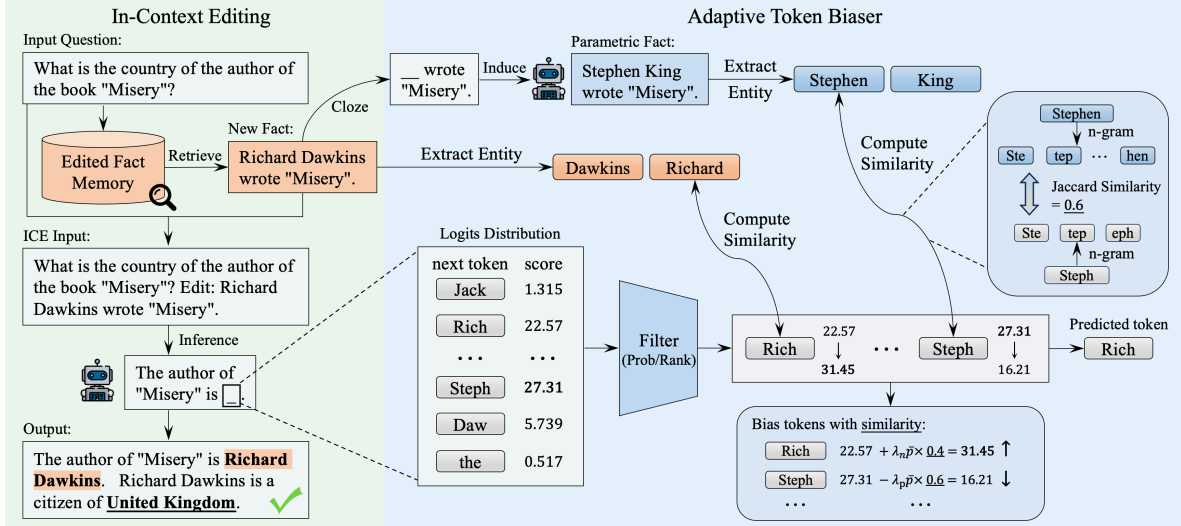 In-Context Editing
Adaptive Token Biaser
Input Question:
What is the country of the author of
the book "Misery"?
Edited Fact
Memory
Retrieve
New Fact:
Richard Dawkins
wrote "Misery".
Cloze
__ wrote
"Misery".
Induce
Parametric Fact:
Stephen King
wrote "Misery".
Extract
Entity
Stephen
King
Extract Entity
Dawkins
Richard
Compute
Similarity
Compute
Similarity
Stephen
n-gram
Ste
tep
...
hen
Jaccard Similarity
= 0.6
Ste
tep
eph
n-gram
Steph
ICE Input:
What is the country of the author of
the book "Misery"? Edit: Richard
Dawkins wrote "Misery".
Inference
The author of
"Misery" is _.
Output:
The author of "Misery" is Richard
Dawkins. Richard Dawkins is a
citizen of United Kingdom.
Logits Distribution
next token score
Jack 1.315
Rich 22.57
... ...
Steph 27.31
Daw 5.739
the 0.517
Filter
(Prob/Rank)
Rich
22.57
31.45
...
Steph
27.31
16.21
Predicted token
Rich
Bias tokens with similarity:
Rich 22.57 + λₙp̄× 0.4 = 31.45 ↑
Steph 27.31 − λₚp̄× 0.6 = 16.21 ↓
... ...